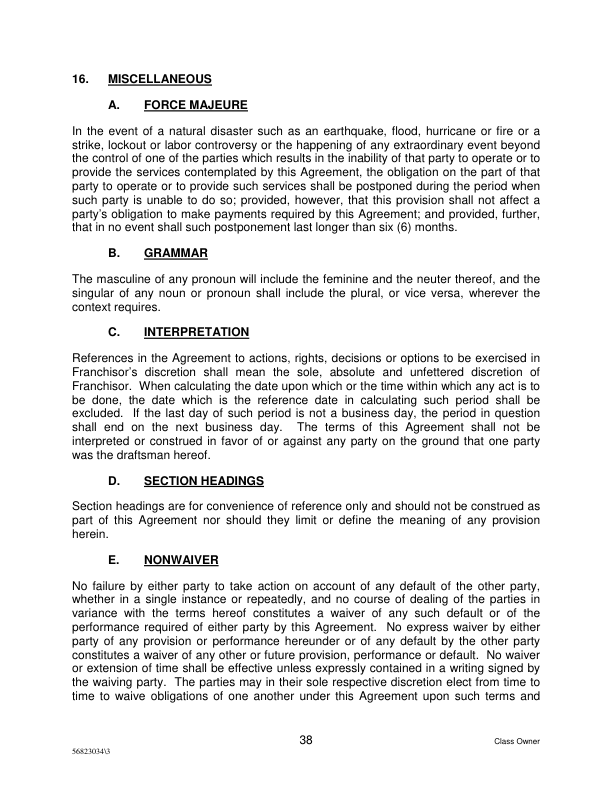 16. MISCELLANEOUS
A. FORCE MAJEURE
In the event of a natural disaster such as an earthquake, flood, hurricane or fire or a
strike, lockout or labor controversy or the happening of any extraordinary event beyond
the control of one of the parties which results in the inability of that party to operate or to
provide the services contemplated by this Agreement, the obligation on the part of that
party to operate or to provide such services shall be postponed during the period when
such party is unable to do so; provided, however, that this provision shall not affect a
party's obligation to make payments required by this Agreement; and provided, further,
that in no event shall such postponement last longer than six (6) months.
B. GRAMMAR
The masculine of any pronoun will include the feminine and the neuter thereof, and the
singular of any noun or pronoun shall include the plural, or vice versa, wherever the
context requires.
C. INTERPRETATION
References in the Agreement to actions, rights, decisions or options to be exercised in
Franchisor's discretion shall mean the sole, absolute and unfettered discretion of
Franchisor. When calculating the date upon which or the time within which any act is to
be done, the date which is the reference date in calculating such period shall be
excluded. If the last day of such period is not a business day, the period in question
shall end on the next business day. The terms of this Agreement shall not be
interpreted or construed in favor of or against any party on the ground that one party
was the draftsman hereof.
D. SECTION HEADINGS
Section headings are for convenience of reference only and should not be construed as
part of this Agreement nor should they limit or define the meaning of any provision
herein.
E. NONWAIVER
No failure by either party to take action on account of any default of the other party,
whether in a single instance or repeatedly, and no course of dealing of the parties in
variance with the terms hereof constitutes a waiver of any such default or of the
performance required of either party by this Agreement. No express waiver by either
party of any provision or performance hereunder or of any default by the other party
constitutes a waiver of any other or future provision, performance or default. No waiver
or extension of time shall be effective unless expressly contained in a writing signed by
the waiving party. The parties may in their sole respective discretion elect from time to
time to waive obligations of one another under this Agreement upon such terms and
38
Class Owner
56823034\3